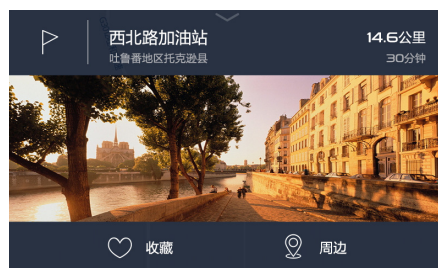 西北路加油站
14.6公里
吐鲁番地区托克逊县
30分钟
收藏
周边